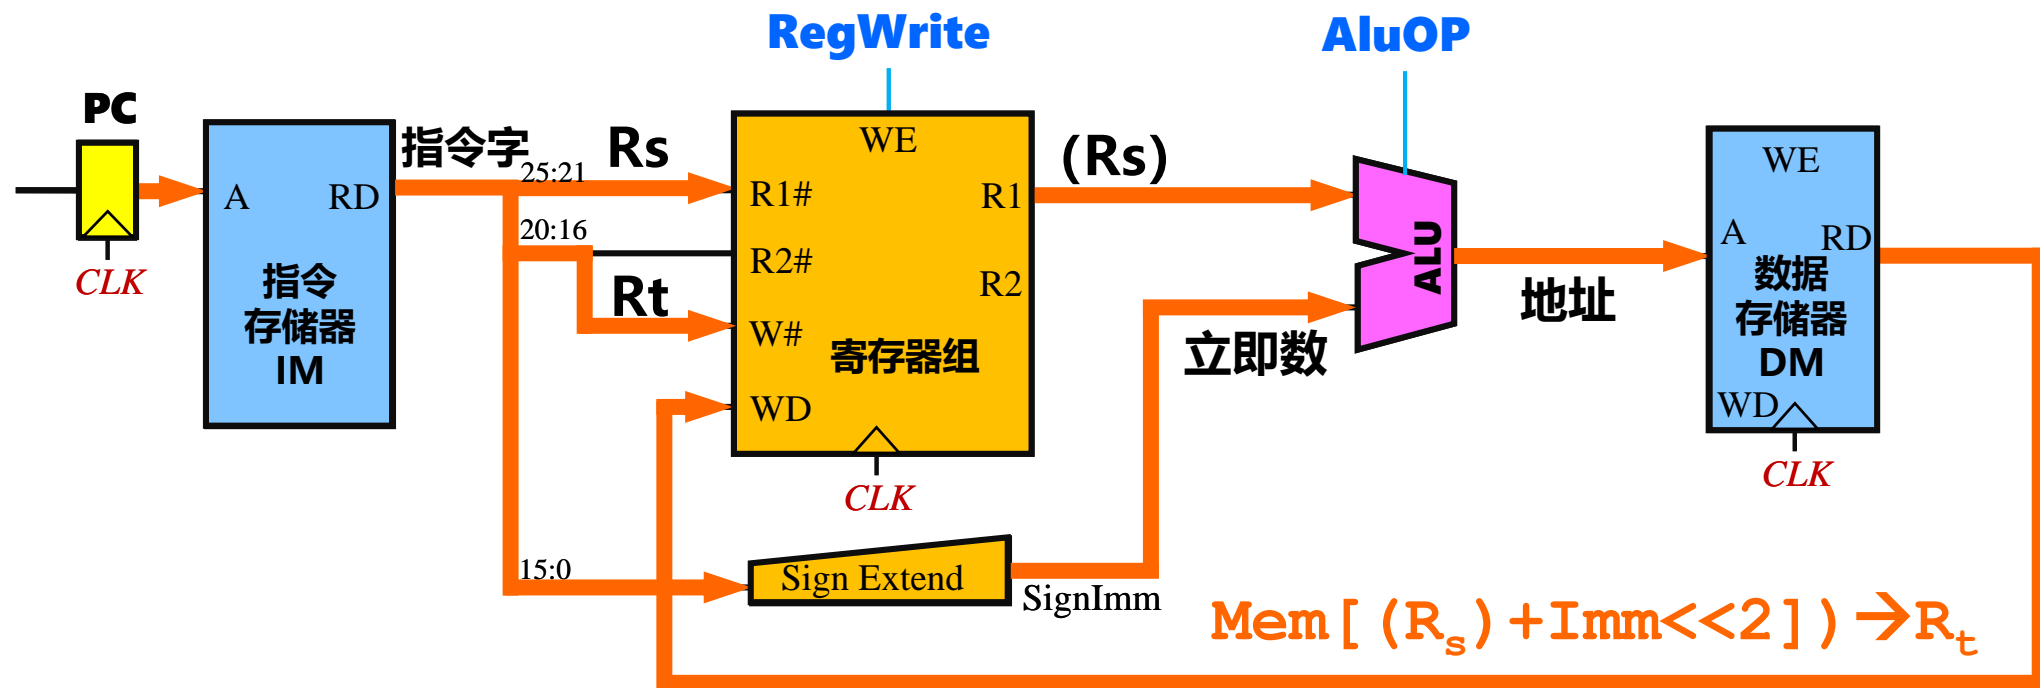 RegWrite
AluOP
PC
指令字
Rs
25:21
(Rs)
WE
WE
A
RD
R1#
R1
20:16
R2#
R2
ALU
A
RD
CLK
指令
存储器
IM
Rt
W#
寄存器组
立即数
地址
数据
存储器
DM
WD
WD
CLK
CLK
15:0
Sign Extend
SignImm
Mem[(Rs)+Imm<<2])→Rt